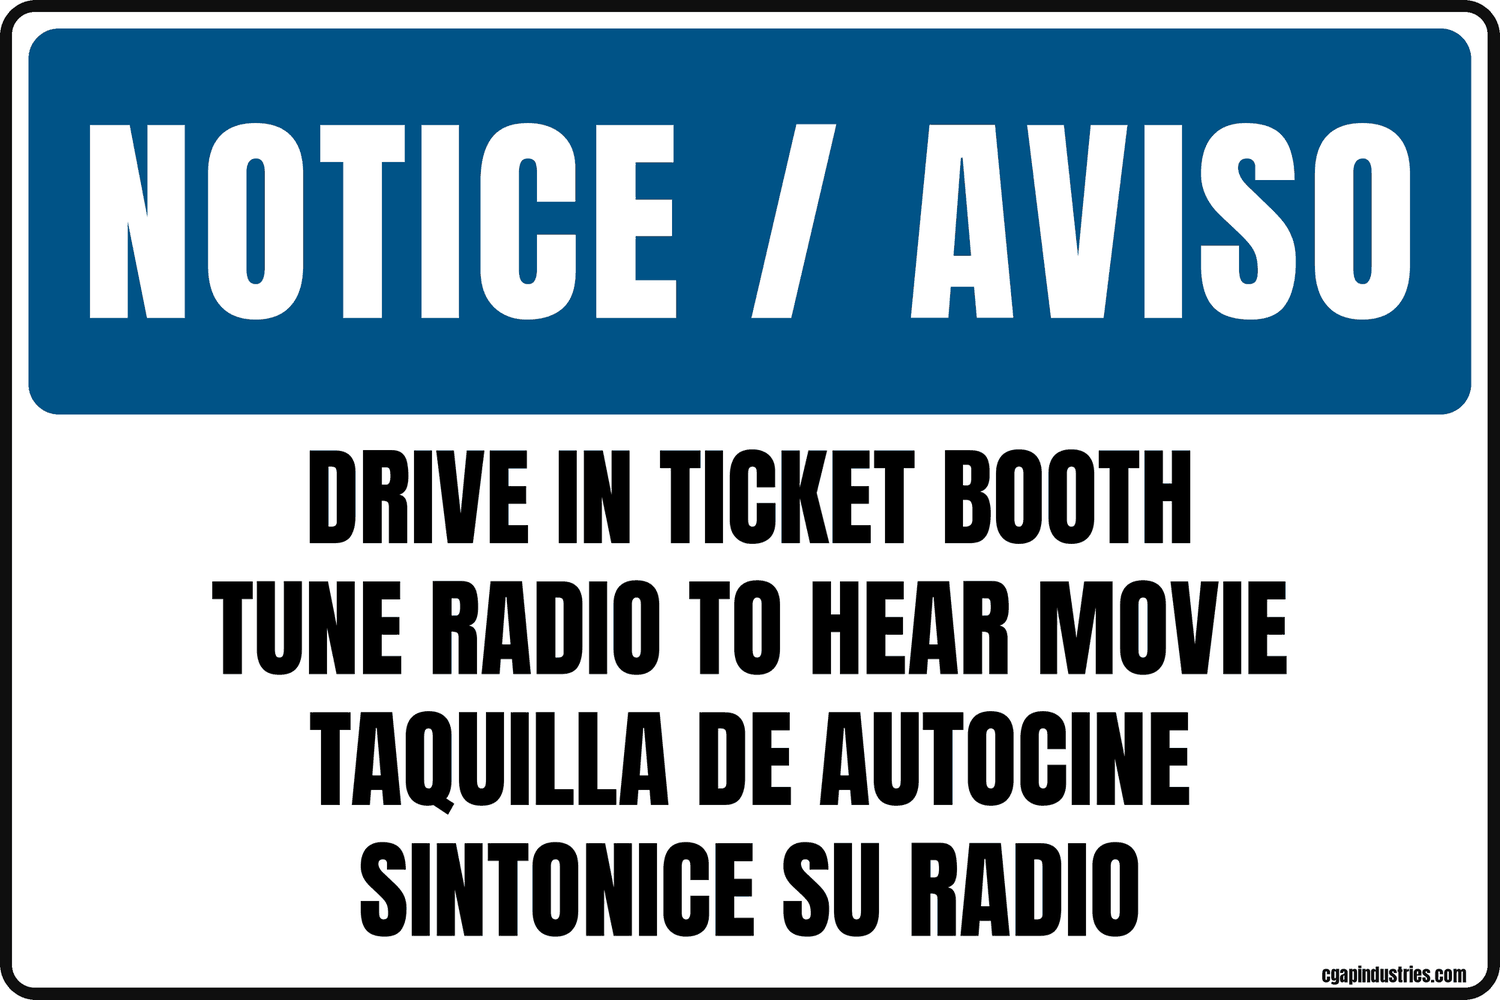 NOTICE / AVISO
DRIVE IN TICKET BOOTH
TUNE RADIO TO HEAR MOVIE
TAQUILLA DE AUTOCINE
SINTONICE SU RADIO
cgapindustries.com